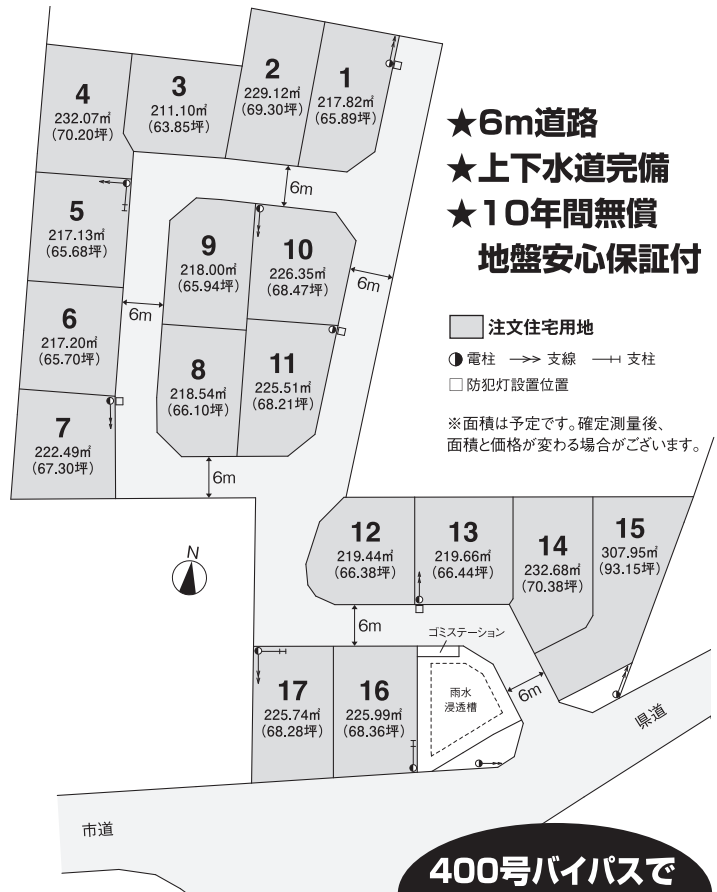 4
232.07㎡
(70.20坪)
3
211.10㎡
(63.85坪)
2
229.12㎡
(69.30坪)
1
217.82㎡
(65.89坪)
★6m道路
★上下水道完備
★10年間無償
地盤安心保証付
6m
5
217.13㎡
(65.68坪)
9
218.00㎡
(65.94坪)
10
226.35㎡
(68.47坪)
6m
6m
6
217.20㎡
(65.70坪)
8
218.54㎡
(66.10坪)
11
225.51㎡
(68.21坪)
7
222.49㎡
(67.30坪)
6m
注文住宅用地
電柱 支線 支柱
防犯灯設置位置
※面積は予定です。確定測量後、
面積と価格が変わる場合がございます。
N
12
219.44㎡
(66.38坪)
13
219.66㎡
(66.44坪)
14
232.68㎡
(70.38坪)
15
307.95㎡
(93.15坪)
6m
ゴミステーション
17
225.74㎡
(68.28坪)
16
225.99㎡
(68.36坪)
雨水
浸透槽
6m
県道
市道
400号バイパスで